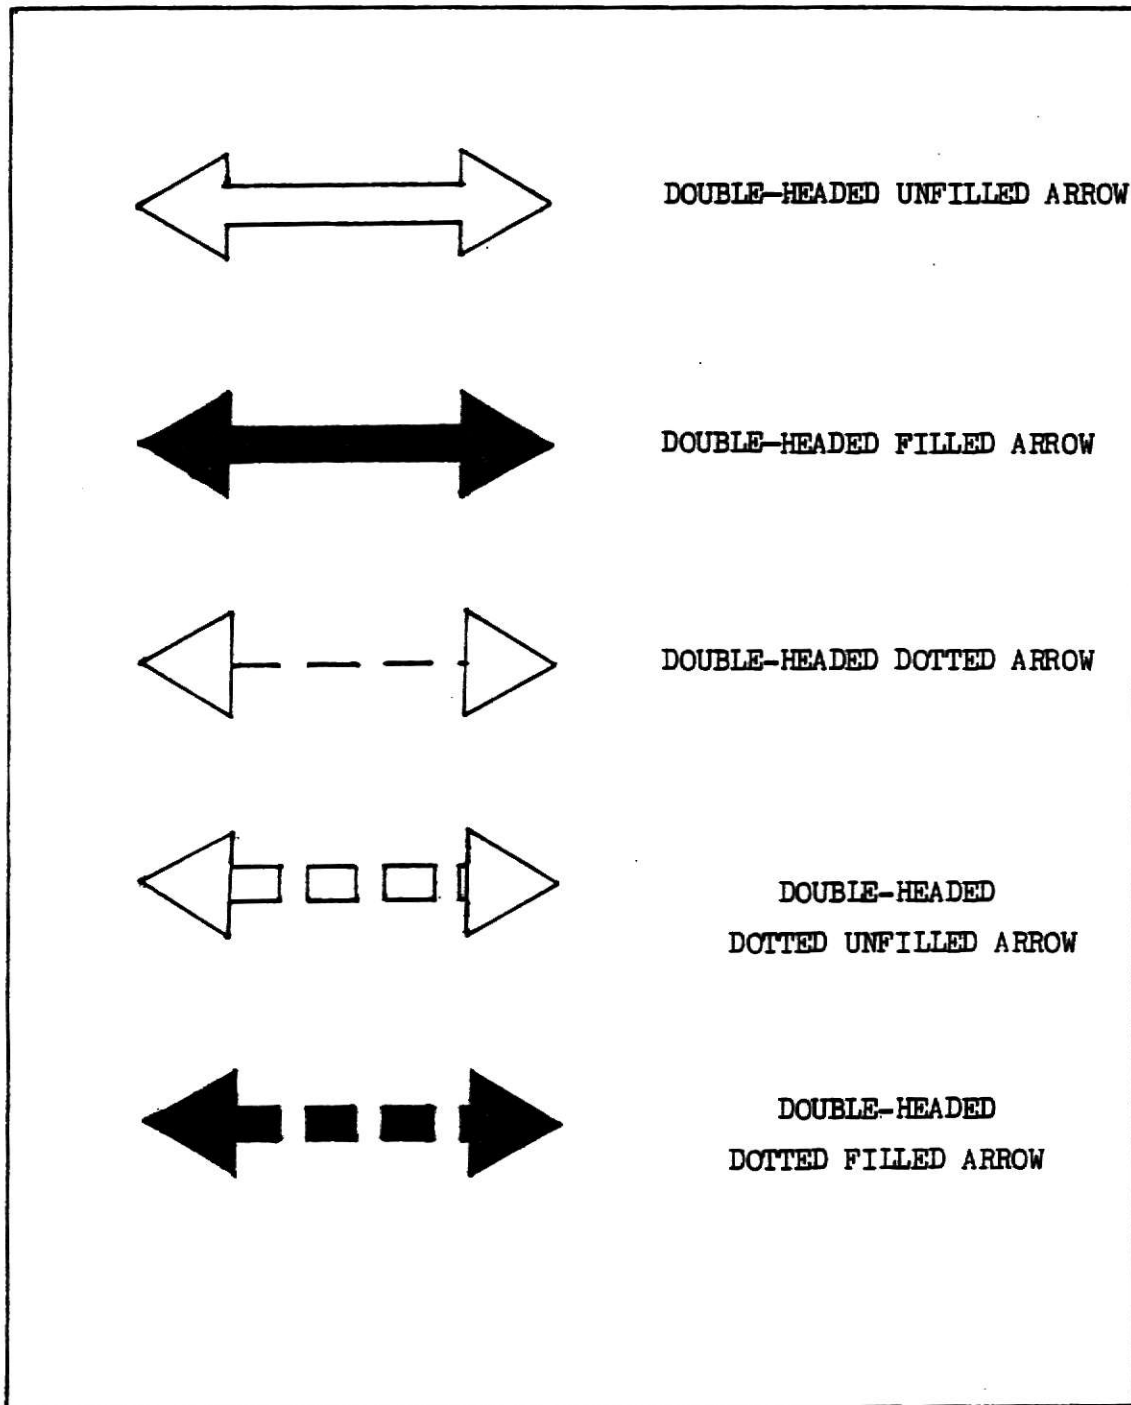 DOUBLE-HEADED UNFILLED ARROW
DOUBLE-HEADED FILLED ARROW
DOUBLE-HEADED DOTTED ARROW
DOUBLE-HEADED
DOTTED UNFILLED ARROW
DOUBLE-HEADED
DOTTED FILLED ARROW